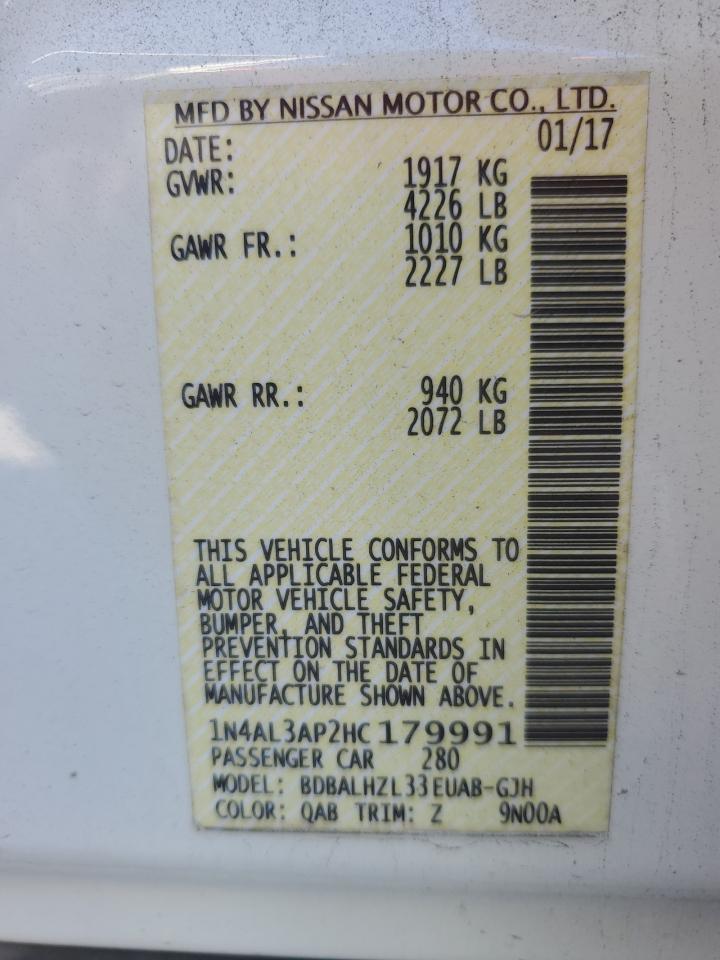 MFD BY NISSAN MOTOR CO., LTD.
DATE: 01/17
GVWR: 1917 KG
4226 LB
GAWR FR.: 1010 KG
2227 LB
GAWR RR.: 940 KG
2072 LB
THIS VEHICLE CONFORMS TO
ALL APPLICABLE FEDERAL
MOTOR VEHICLE SAFETY,
BUMPER, AND THEFT
PREVENTION STANDARDS IN
EFFECT ON THE DATE OF
MANUFACTURE SHOWN ABOVE.
1N4AL3AP2HC179991
PASSENGER CAR 280
MODEL: BDBALHZL33EUAB-GJH
COLOR: QAB TRIM: Z 9N00A